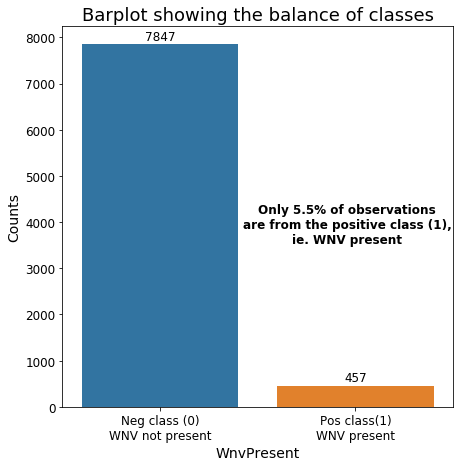 Barplot showing the balance of classes
8000
7000
6000
5000
4000
3000
2000
1000
0
Counts
7847
Only 5.5% of observations
are from the positive class (1),
ie. WNV present
457
Neg class (0)
WNV not present
Pos class(1)
WNV present
WnvPresent